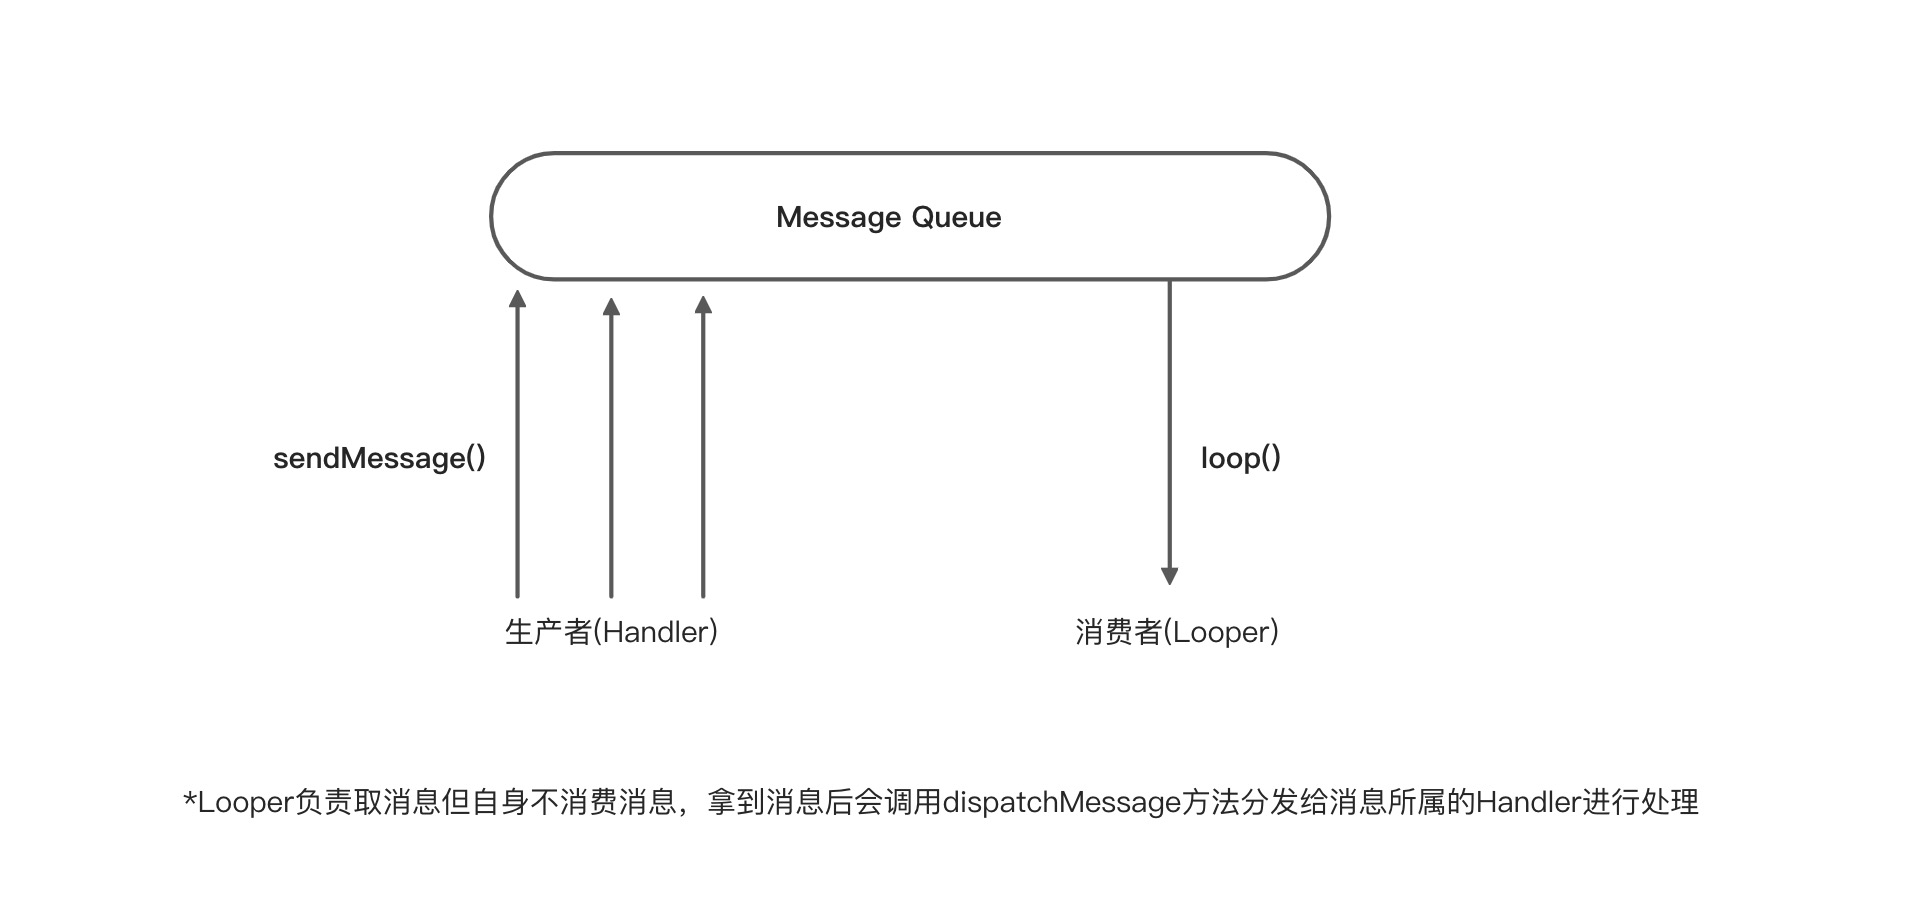 Message Queue
sendMessage()
loop()
生产者(Handler)
消费者(Looper)
*Looper负责取消息但自身不消费消息，拿到消息后会调用dispatchMessage方法分发给消息所属的Handler进行处理